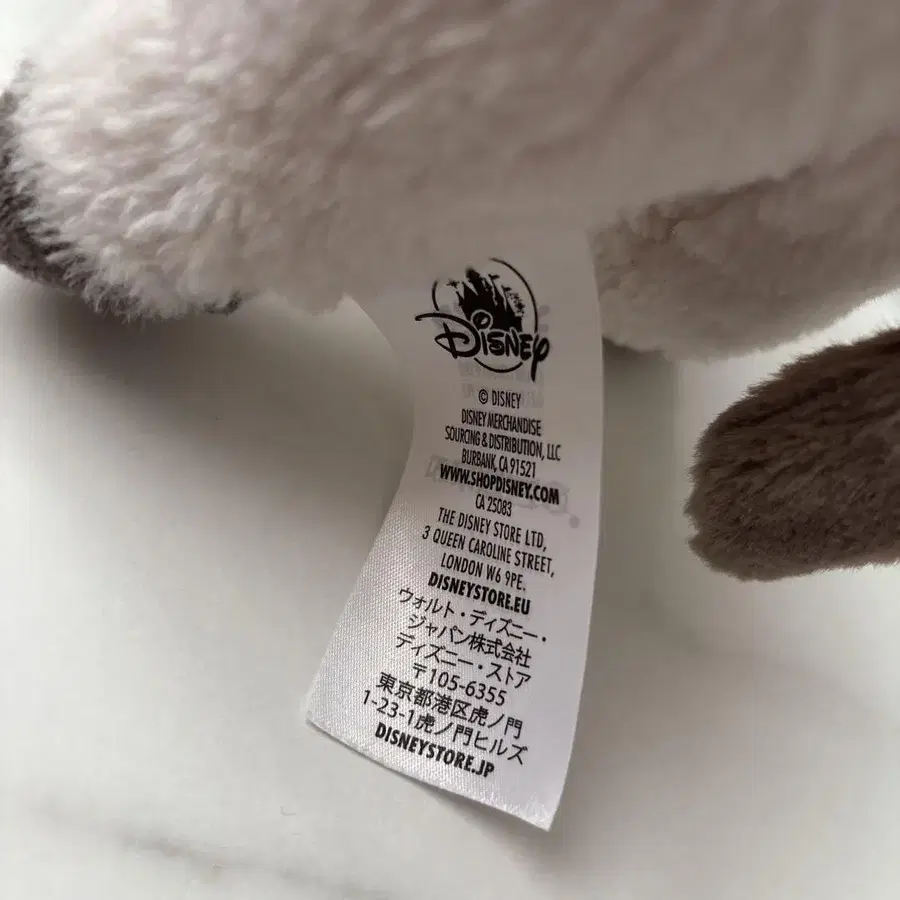 Disney
© DISNEY
DISNEY MERCHANDISE
SOURCING & DISTRIBUTION, LLC
BURBANK, CA 91521
WWW.SHOPDISNEY.COM
CA 25083
THE DISNEY STORE LTD,
3 QUEEN CAROLINE STREET,
LONDON W6 9PE.
DISNEYSTORE.EU
ウォルト・ディズニー・
ジャパン株式会社
ディズニー・ストア
〒105-6355
東京都港区虎ノ門
1-23-1虎ノ門ヒルズ
DISNEYSTORE.JP